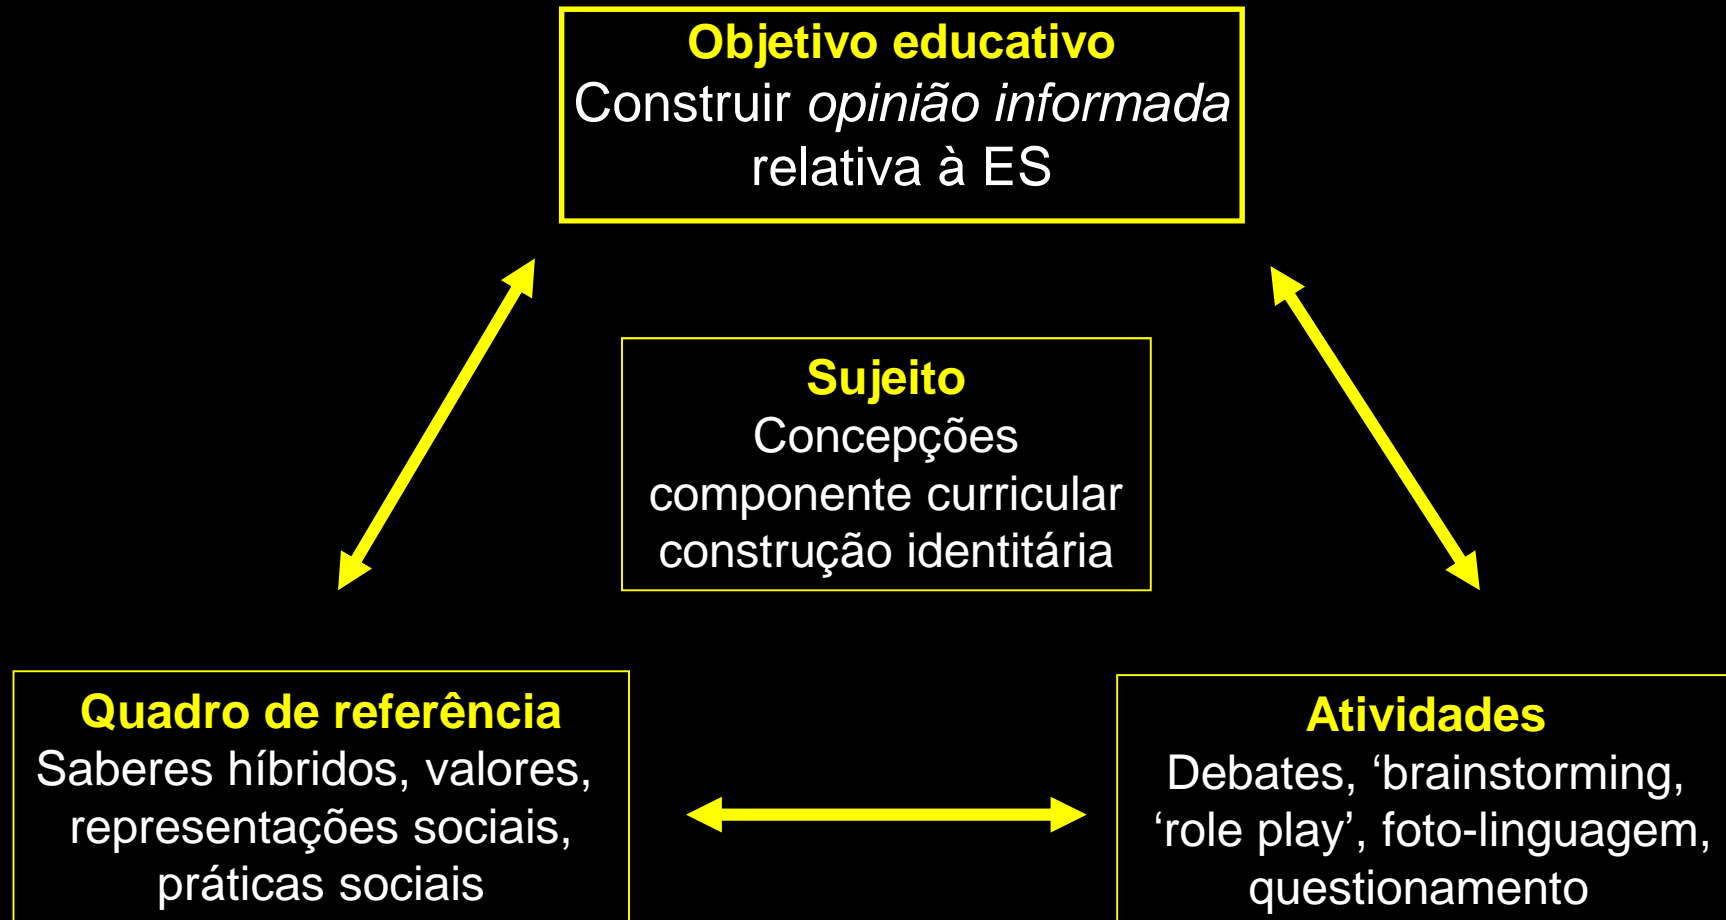 Objetivo educativo
Construir opinião informada
relativa à ES
Sujeito
Concepções
componente curricular
construção identitária
Quadro de referência
Saberes híbridos, valores,
representações sociais,
práticas sociais
Atividades
Debates, ‘brainstorming,
‘role play’, foto-linguagem,
questionamento